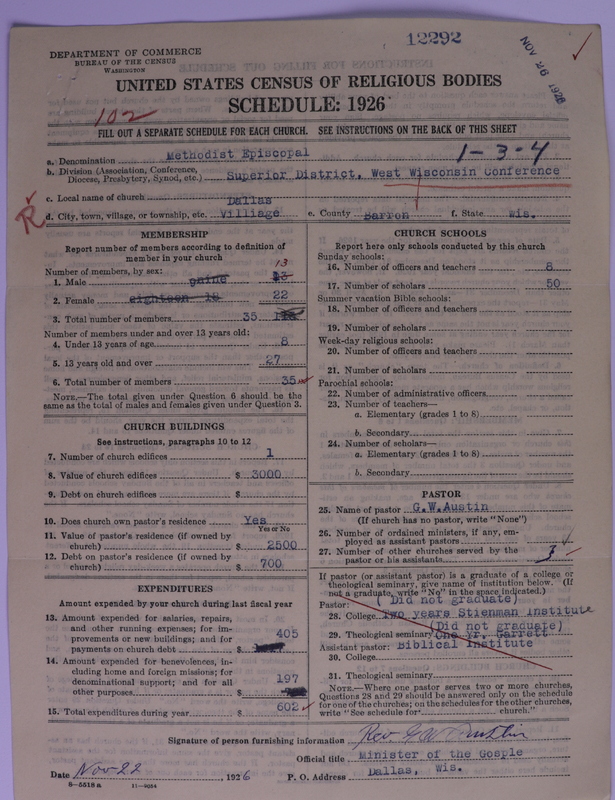 12292
NOV 26 1926
DEPARTMENT OF COMMERCE
BUREAU OF THE CENSUS
WASHINGTON
UNITED STATES CENSUS OF RELIGIOUS BODIES
SCHEDULE: 1926
102
FILL OUT A SEPARATE SCHEDULE FOR EACH CHURCH. SEE INSTRUCTIONS ON THE BACK OF THIS SHEET
1-3-4
a. Denomination Methodist Episcopal
b. Division (Association, Conference, Diocese, Presbytery, Synod, etc.) Superior District, West Wisconsin Conference
c. Local name of church Dallas
R
d. City, town, village, or township, etc. Villiage e. County Barron f. State Wis.
MEMBERSHIP
Report number of members according to definition of
member in your church
Number of members, by sex: 13
1. Male 13
2. Female eighteen 18 22
3. Total number of members 35
Number of members under and over 13 years old:
4. Under 13 years of age 8
5. 13 years old and over 27
6. Total number of members 35
NOTE.—The total given under Question 6 should be the
same as the total of males and females given under Question 3.
CHURCH BUILDINGS
See instructions, paragraphs 10 to 12
7. Number of church edifices 1
8. Value of church edifices $ 3000
9. Debt on church edifices $
10. Does church own pastor's residence Yes
Yes or No
11. Value of pastor's residence (if owned by
church) $ 2500
12. Debt on pastor's residence (if owned by
church) $ 700
EXPENDITURES
Amount expended by your church during last fiscal year
13. Amount expended for salaries, repairs,
and other running expenses; for im-
provements or new buildings; and for
payments on church debt $ 405
14. Amount expended for benevolences, in-
cluding home and foreign missions; for
denominational support; and for all
other purposes $ 197
15. Total expenditures during year $ 602
CHURCH SCHOOLS
Report here only schools conducted by this church
Sunday schools:
16. Number of officers and teachers 8
17. Number of scholars 50
Summer vacation Bible schools:
18. Number of officers and teachers
19. Number of scholars
Week-day religious schools:
20. Number of officers and teachers
21. Number of scholars
Parochial schools:
22. Number of administrative officers
23. Number of teachers—
a. Elementary (grades 1 to 8)
b. Secondary
24. Number of scholars—
a. Elementary (grades 1 to 8)
b. Secondary
PASTOR
25. Name of pastor G.W.Austin
(If church has no pastor, write "None")
26. Number of ordained ministers, if any, em-
ployed as assistant pastors
27. Number of other churches served by the
pastor or his assistants 3
If pastor (or assistant pastor) is a graduate of a college or
theological seminary, give name of institution below. (If
not a graduate, write "No" in the space indicated.)
Pastor: ( Did not graduate)
28. College Two years Stienman Institute
(Did not graduate)
29. Theological seminary One Yr. Garrett
Assistant pastor: Biblical Institute
30. College
31. Theological seminary
NOTE.—Where one pastor serves two or more churches,
Questions 28 and 29 should be answered only on the schedule
for one of the churches; on the schedules for the other churches,
write "See schedule for church."
Signature of person furnishing information Rev G W Austin
Official title Minister of the Gosple
Date Nov 22 1926 P. O. Address Dallas, Wis.
8-5518 a 11-9054